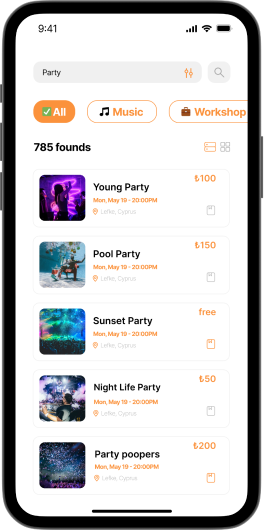 9:41
Party
✅All
🎵 Music
💼 Workshop
785 founds
Young Party
₺100
Mon, May 19 - 20:00PM
Lefke, Cyprus
Pool Party
₺150
Mon, May 19 - 20:00PM
Lefke, Cyprus
Sunset Party
free
Mon, May 19 - 20:00PM
Lefke, Cyprus
Night Life Party
₺50
Mon, May 19 - 20:00PM
Lefke, Cyprus
Party poopers
₺200
Mon, May 19 - 20:00PM
Lefke, Cyprus